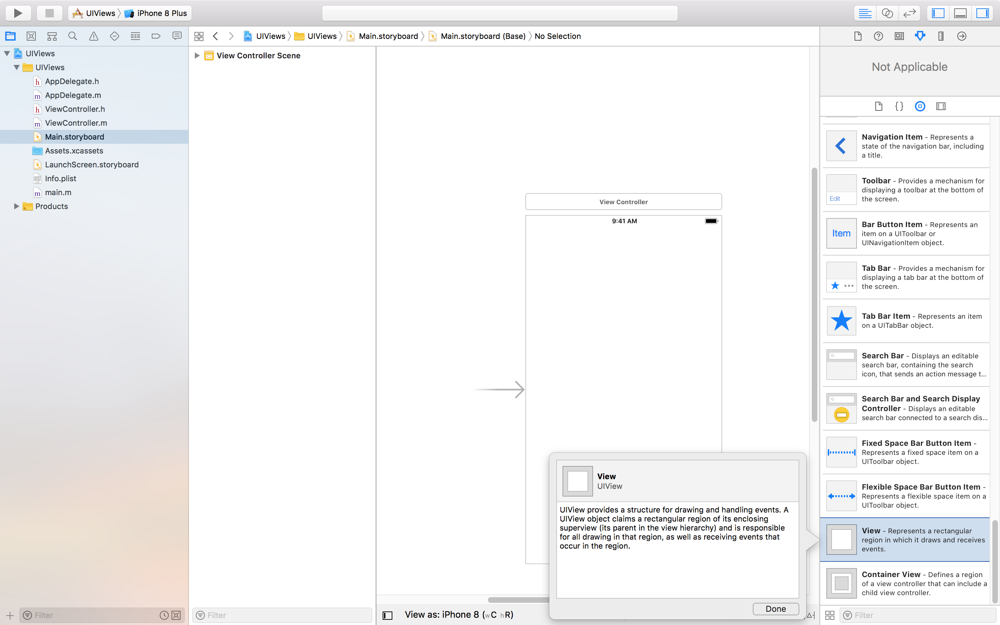 UIViews 〉 iPhone 8 Plus
UIViews 〉 UIViews 〉 Main.storyboard 〉 Main.storyboard (Base) 〉 No Selection
UIViews
UIViews
AppDelegate.h
AppDelegate.m
ViewController.h
ViewController.m
Main.storyboard
Assets.xcassets
LaunchScreen.storyboard
Info.plist
main.m
Products
Filter
View Controller Scene
Filter
View Controller
9:41 AM
View
UIView
UIView provides a structure for drawing and handling events. A
UIView object claims a rectangular region of its enclosing
superview (its parent in the view hierarchy) and is responsible
for all drawing in that region, as well as receiving events that
occur in the region.
Done
View as: iPhone 8 (wC hR)
Not Applicable
Navigation Item - Represents a
state of the navigation bar, including
a title.
Edit
Toolbar - Provides a mechanism for
displaying a toolbar at the bottom of
the screen.
Item
Bar Button Item - Represents an
item on a UIToolbar or
UINavigationItem object.
Tab Bar - Provides a mechanism for
displaying a tab bar at the bottom of
the screen.
Tab Bar Item - Represents an item
on a UITabBar object.
Search Bar - Displays an editable
search bar, containing the search
icon, that sends an action message t...
Search Bar and Search Display
Controller - Displays an editable
search bar connected to a search dis...
Fixed Space Bar Button Item -
Represents a fixed space item on a
UIToolbar object.
Flexible Space Bar Button Item -
Represents a flexible space item on a
UIToolbar object.
View - Represents a rectangular
region in which it draws and receives
events.
Container View - Defines a region
of a view controller that can include a
child view controller.
Filter